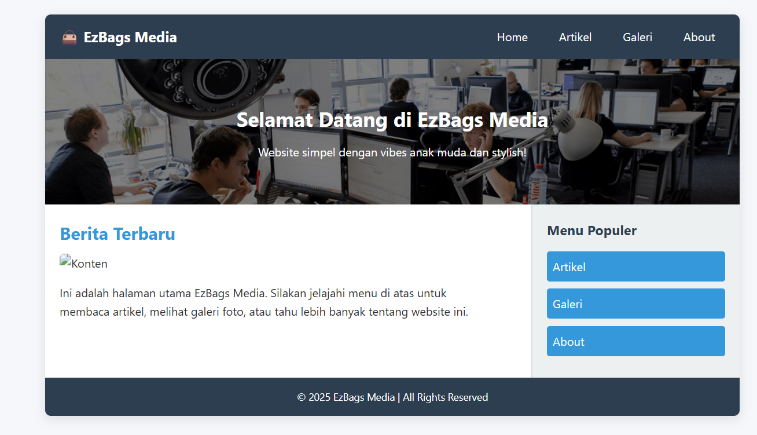 EzBags Media
Home Artikel Galeri About
Selamat Datang di EzBags Media
Website simpel dengan vibes anak muda dan stylish!
Berita Terbaru
Konten
Ini adalah halaman utama EzBags Media. Silakan jelajahi menu di atas untuk
membaca artikel, melihat galeri foto, atau tahu lebih banyak tentang website ini.
Menu Populer
Artikel
Galeri
About
© 2025 EzBags Media | All Rights Reserved